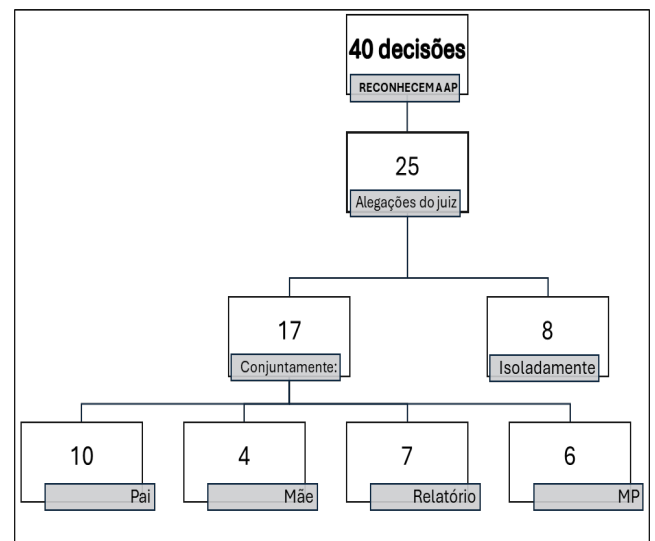 40 decisões
RECONHECEM A AP
25
Alegações do juiz
17
Conjuntamente:
8
Isoladamente
10
Pai
4
Mãe
7
Relatório
6
MP